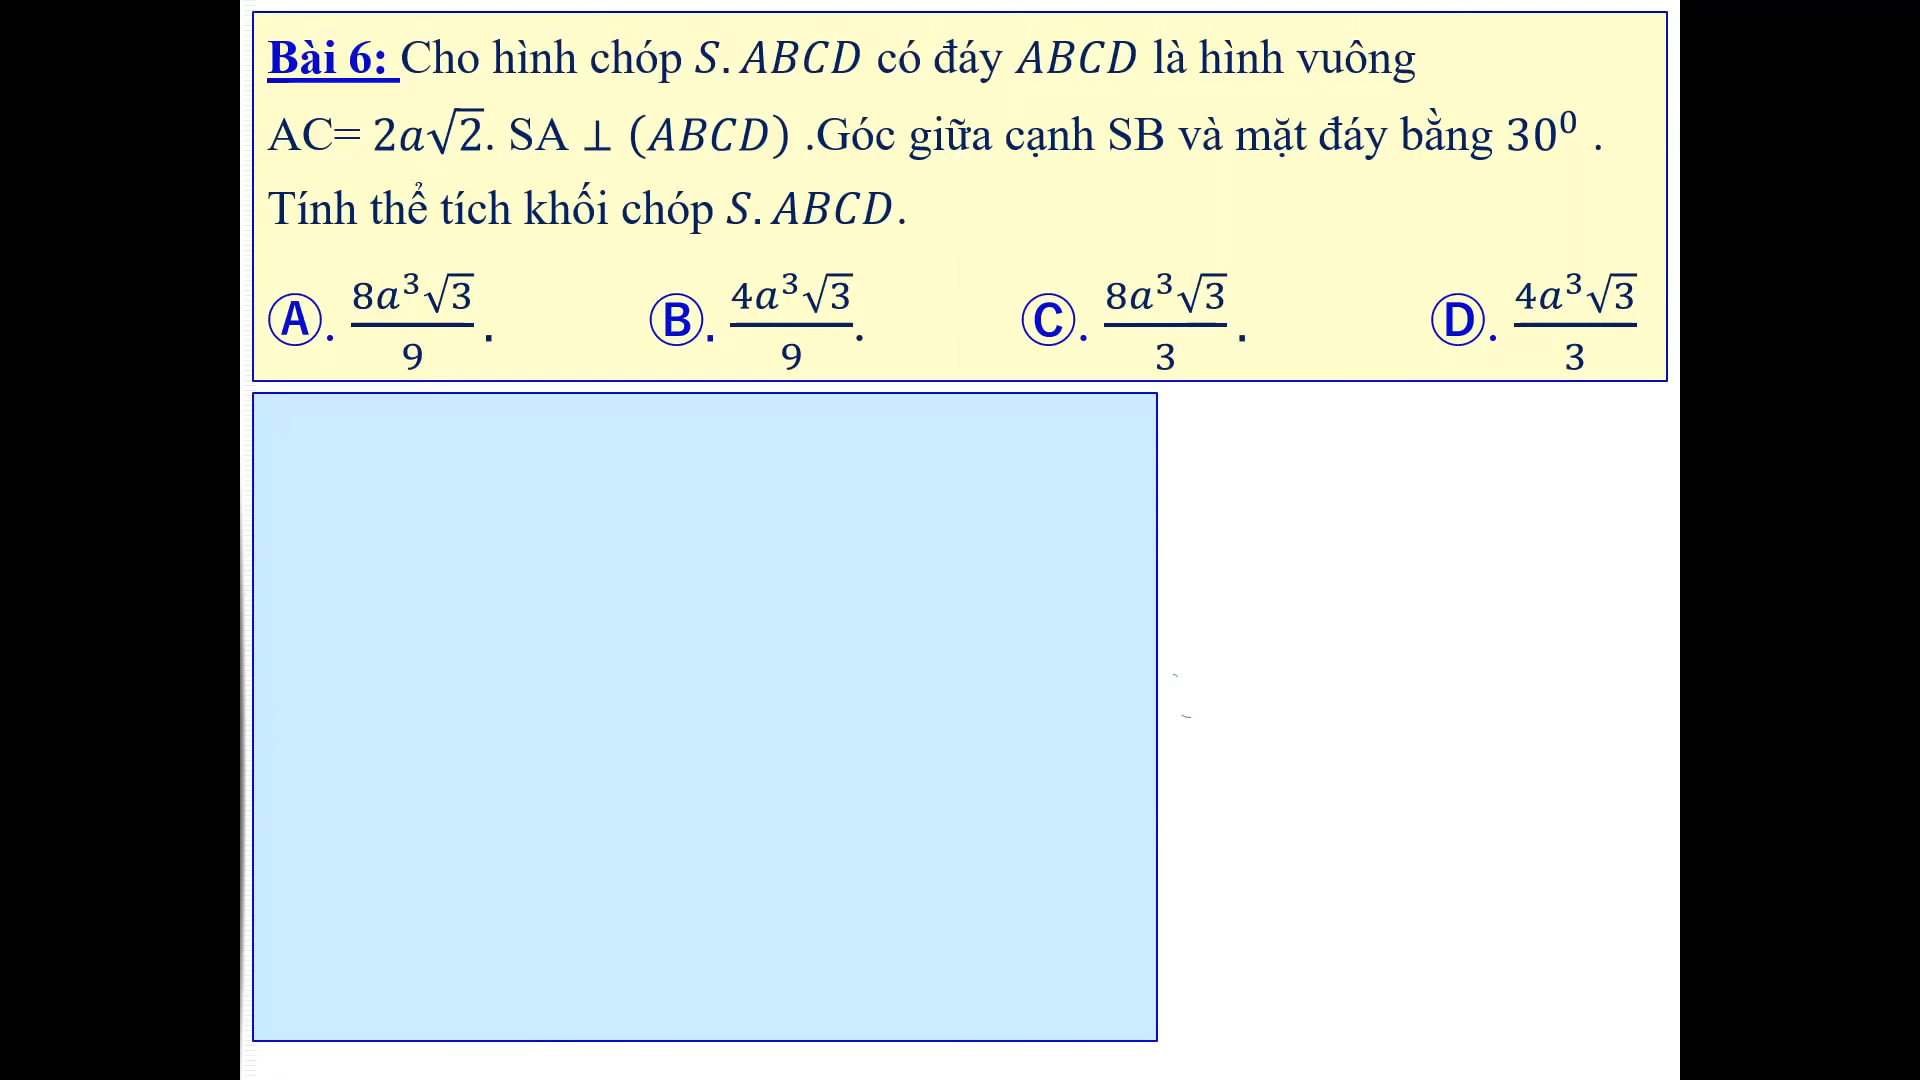 Bài 6: Cho hình chóp S.ABCD có đáy ABCD là hình vuông
AC= 2a√2. SA ⊥ (ABCD) .Góc giữa cạnh SB và mặt đáy bằng 30⁰ .
Tính thể tích khối chóp S.ABCD.
Ⓐ. 8a³√3/9 . Ⓑ. 4a³√3/9. Ⓒ. 8a³√3/3 . Ⓓ. 4a³√3/3